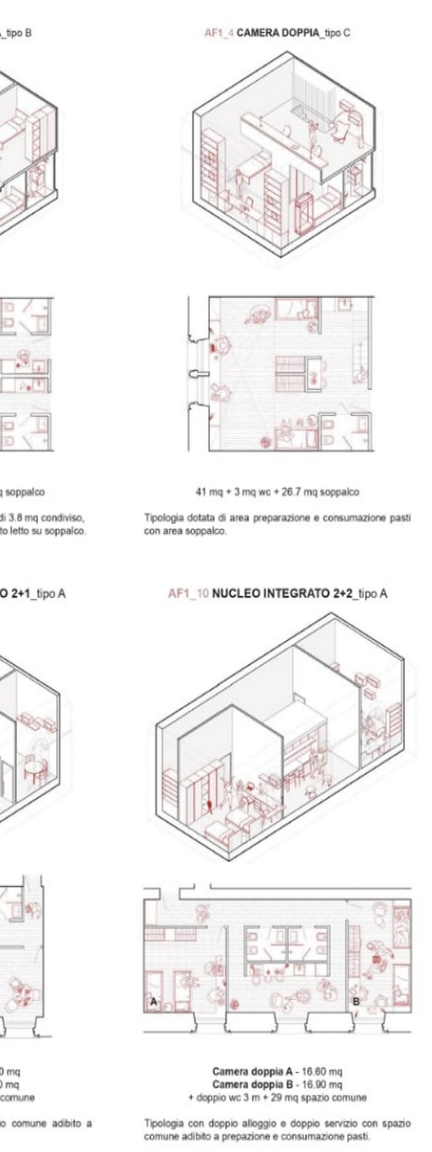 _tipo B
AF1_4 CAMERA DOPPIA_tipo C
q soppalco
41 mq + 3 mq wc + 26.7 mq soppalco
di 3.8 mq condiviso,
to letto su soppalco.
Tipologia dotata di area preparazione e consumazione pasti
con area soppalco.
O 2+1_tipo A
AF1_10 NUCLEO INTEGRATO 2+2_tipo A
A
B
0 mq
0 mq
comune
Camera doppia A - 16.60 mq
Camera doppia B - 16.90 mq
+ doppio wc 3 m + 29 mq spazio comune
io comune adibito a
Tipologia con doppio alloggio e doppio servizio con spazio
comune adibito a prepazione e consumazione pasti.